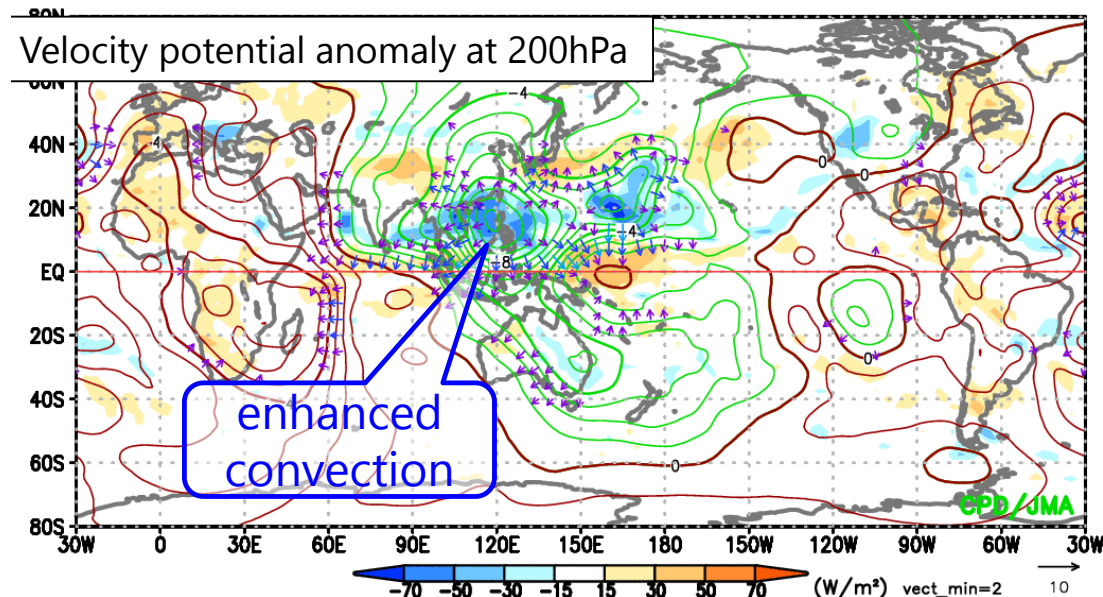 80N
Velocity potential anomaly at 200hPa
60N
40N
20N
EQ
20S
40S
60S
80S
-4
4
0
0
-4
-8
0
0
enhanced
convection
CPD/JMA
30W 0 30E 60E 90E 120E 150E 180 150W 120W 90W 60W 30W
-70 -50 -30 -15 15 30 50 70 (W/m²) vect_min=2 10